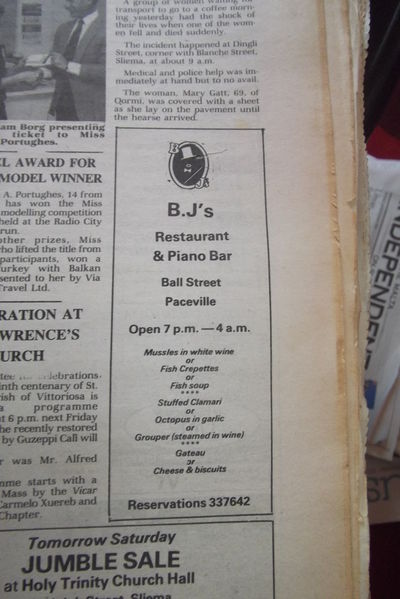 A group of women waiting for
transport to go to a coffee morn-
ing yesterday had the shock of
their lives when one of the wom-
en fell and died suddenly.
The incident happened at Dingli
Street, corner with Blanche Street,
Sliema, at about 9 a.m.
Medical and police help was im-
mediately at hand but to no avail.
The woman, Mary Gatt, 69, of
Qormi, was covered with a sheet
as she lay on the pavement until
the hearse arrived.
am Borg presenting
ticket to Miss
Portughes.
EL AWARD FOR
MODEL WINNER
A. Portughes, 14 from
has won the Miss
modelling competition
held at the Radio City
run.
other prizes, Miss
who lifted the title from
participants, won a
Turkey with Balkan
sented to her by Via
Travel Ltd.
RATION AT
WRENCE'S
URCH
tee celebrations
inth centenary of St.
rish of Vittoriosa is
a programme
at 6 p.m. next Friday
he recently restored
by Guzeppi Call will
r was Mr. Alfred
mme starts with a
Mass by the Vicar
Carmelo Xuereb and
Chapter.
B J's
B.J's
Restaurant
& Piano Bar
Ball Street
Paceville
Open 7 p.m. — 4 a.m.
Mussles in white wine
or
Fish Crepettes
or
Fish soup
****
Stuffed Clamari
or
Octopus in garlic
or
Grouper (steamed in wine)
****
Gateau
or
Cheese & biscuits
Reservations 337642
Tomorrow Saturday
JUMBLE SALE
at Holy Trinity Church Hall
Street, Sliema
INDEPENDENT